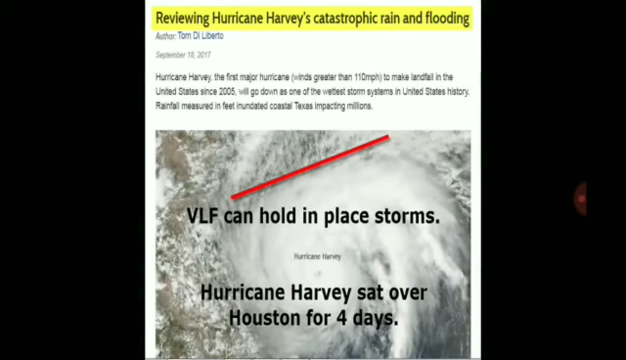 Reviewing Hurricane Harvey's catastrophic rain and flooding
Author: Tom Di Liberto
September 18, 2017
Hurricane Harvey, the first major hurricane (winds greater than 110mph) to make landfall in the
United States since 2005, will go down as one of the wettest storm systems in United States history.
Rainfall measured in feet inundated coastal Texas impacting millions.
VLF can hold in place storms.
Hurricane Harvey
Hurricane Harvey sat over
Houston for 4 days.